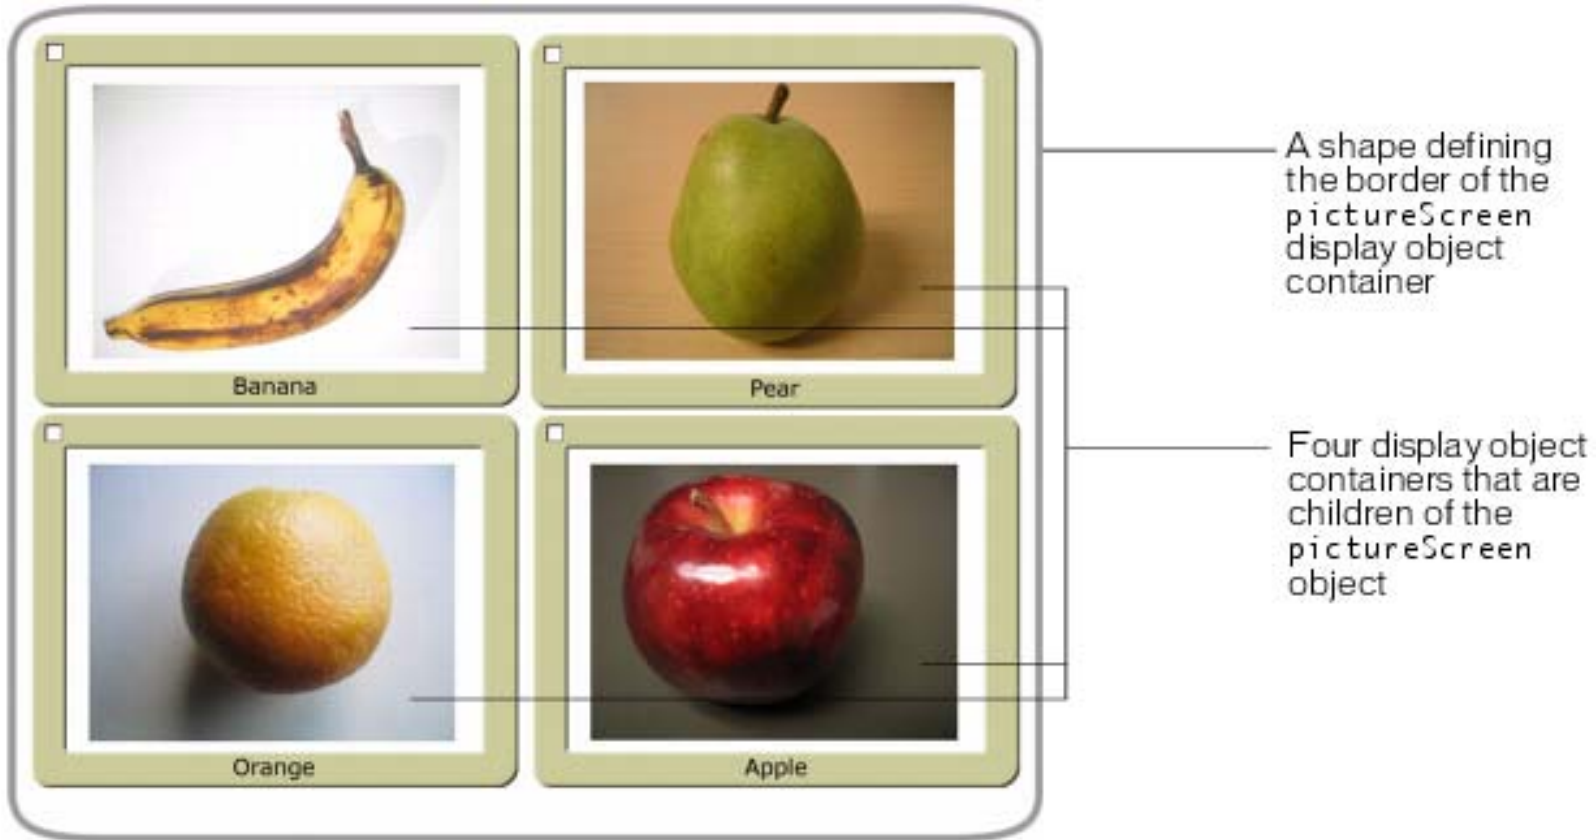 Banana
Pear
Orange
Apple
A shape defining
the border of the
pictureScreen
display object
container
Four display object
containers that are
children of the
pictureScreen
object